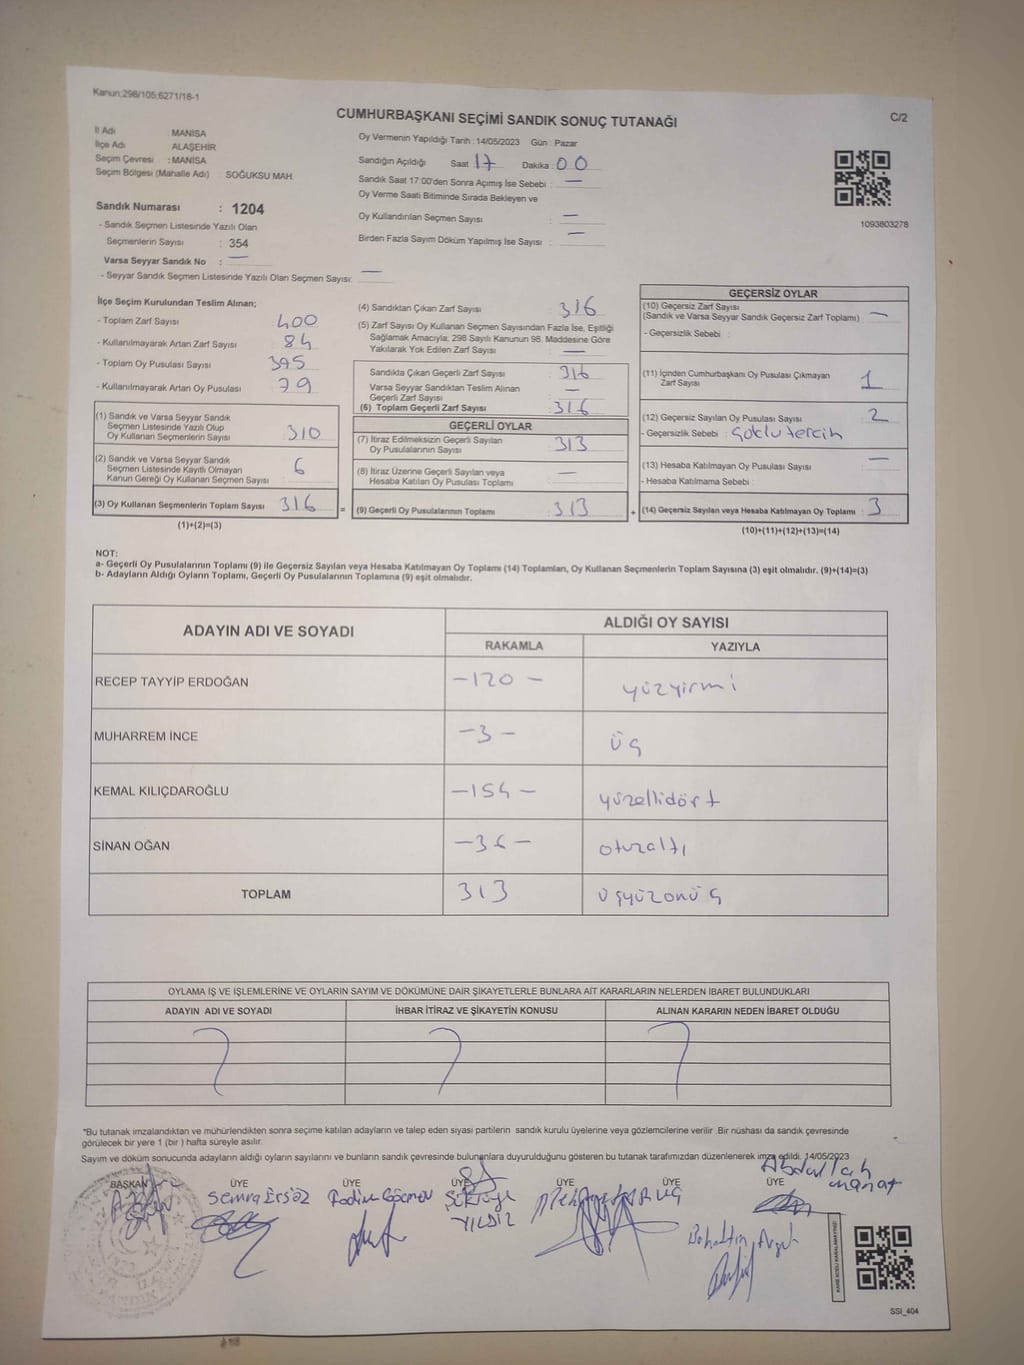 Kanun;298/105;6271/18-1
CUMHURBAŞKANI SEÇİMİ SANDIK SONUÇ TUTANAĞI
C/2
İl Adı : MANİSA
İlçe Adı : ALAŞEHİR
Seçim Çevresi : MANİSA
Seçim Bölgesi (Mahalle Adı) : SOĞUKSU MAH.
Sandık Numarası : 1204
- Sandık Seçmen Listesinde Yazılı Olan
Seçmenlerin Sayısı : 354
Varsa Seyyar Sandık No : —
- Seyyar Sandık Seçmen Listesinde Yazılı Olan Seçmen Sayısı: —
Oy Vermenin Yapıldığı Tarih : 14/05/2023 Gün : Pazar
Sandığın Açıldığı Saat 17 Dakika : 00
Sandık Saat 17:00'den Sonra Açımış İse Sebebi : —
Oy Verme Saati Bitiminde Sırada Bekleyen ve
Oy Kullandırılan Seçmen Sayısı : —
Birden Fazla Sayım Döküm Yapılmış İse Sayısı : —
1093803278
İlçe Seçim Kurulundan Teslim Alınan;
- Toplam Zarf Sayısı : 400
- Kullanılmayarak Artan Zarf Sayısı : 84
- Toplam Oy Pusulası Sayısı : 395
- Kullanılmayarak Artan Oy Pusulası : 79
(1) Sandık ve Varsa Seyyar Sandık
Seçmen Listesinde Yazılı Olup
Oy Kullanan Seçmenlerin Sayısı : 310
(2) Sandık ve Varsa Seyyar Sandık
Seçmen Listesinde Kayıtlı Olmayan
Kanun Gereği Oy Kullanan Seçmen Sayısı : 6
(3) Oy Kullanan Seçmenlerin Toplam Sayısı : 316
(1)+(2)=(3)
(4) Sandıktan Çıkan Zarf Sayısı : 316
(5) Zarf Sayısı Oy Kullanan Seçmen Sayısından Fazla İse, Eşitliği
Sağlamak Amacıyla; 298 Sayılı Kanunun 98. Maddesine Göre
Yakılarak Yok Edilen Zarf Sayısı : —
Sandıkta Çıkan Geçerli Zarf Sayısı : 316
Varsa Seyyar Sandıktan Teslim Alınan
Geçerli Zarf Sayısı : —
(6) Toplam Geçerli Zarf Sayısı : 316
GEÇERLİ OYLAR
(7) İtiraz Edilmeksizin Geçerli Sayılan
Oy Pusulalarının Sayısı : 313
(8) İtiraz Üzerine Geçerli Sayılan veya
Hesaba Katılan Oy Pusulası Toplamı : —
= (9) Geçerli Oy Pusulalarının Toplamı : 313
GEÇERSİZ OYLAR
(10) Geçersiz Zarf Sayısı
(Sandık ve Varsa Seyyar Sandık Geçersiz Zarf Toplamı) : —
- Geçersizlik Sebebi :
(11) İçinden Cumhurbaşkanı Oy Pusulası Çıkmayan
Zarf Sayısı : 1
(12) Geçersiz Sayılan Oy Pusulası Sayısı : 2
- Geçersizlik Sebebi : çoklu tercih
(13) Hesaba Katılmayan Oy Pusulası Sayısı : —
- Hesaba Katılmama Sebebi :
+ (14) Geçersiz Sayılan veya Hesaba Katılmayan Oy Toplamı : 3
(10)+(11)+(12)+(13)=(14)
NOT:
a- Geçerli Oy Pusulalarının Toplamı (9) ile Geçersiz Sayılan veya Hesaba Katılmayan Oy Toplamı (14) Toplamları, Oy Kullanan Seçmenlerin Toplam Sayısına (3) eşit olmalıdır. (9)+(14)=(3)
b- Adayların Aldığı Oyların Toplamı, Geçerli Oy Pusulalarının Toplamına (9) eşit olmalıdır.
ADAYIN ADI VE SOYADI
ALDIĞI OY SAYISI
RAKAMLA YAZIYLA
RECEP TAYYİP ERDOĞAN -120- yüzyirmi
MUHARREM İNCE -3- üç
KEMAL KILIÇDAROĞLU -154- yüzellidört
SİNAN OĞAN -36- otuzaltı
TOPLAM 313 üçyüzonüç
OYLAMA İŞ VE İŞLEMLERİNE VE OYLARIN SAYIM VE DÖKÜMÜNE DAİR ŞİKAYETLERLE BUNLARA AİT KARARLARIN NELERDEN İBARET BULUNDUKLARI
ADAYIN ADI VE SOYADI İHBAR İTİRAZ VE ŞİKAYETİN KONUSU ALINAN KARARIN NEDEN İBARET OLDUĞU
*Bu tutanak imzalandıktan ve mühürlendikten sonra seçime katılan adayların ve talep eden siyasi partilerin sandık kurulu üyelerine veya gözlemcilerine verilir .Bir nüshası da sandık çevresinde
görülecek bir yere 1 (bir ) hafta süreyle asılır.
Sayım ve döküm sonucunda adayların aldığı oyların sayılarını ve bunların sandık çevresinde bulunanlara duyurulduğunu gösteren bu tutanak tarafımızdan düzenlenerek imza edildi. 14/05/2023
BAŞKAN ÜYE ÜYE ÜYE ÜYE ÜYE
Abdullah
Semra Ersöz
YILDIZ
SSI_404